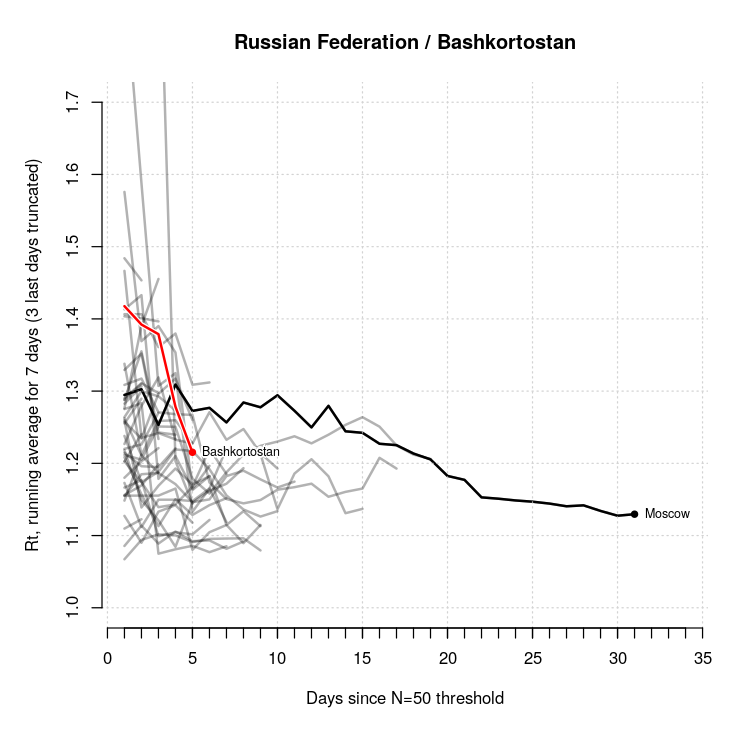 Russian Federation / Bashkortostan
Rt, running average for 7 days (3 last days truncated)
1.7
1.6
1.5
1.4
1.3
1.2
1.1
1.0
Bashkortostan
Moscow
0 5 10 15 20 25 30 35
Days since N=50 threshold